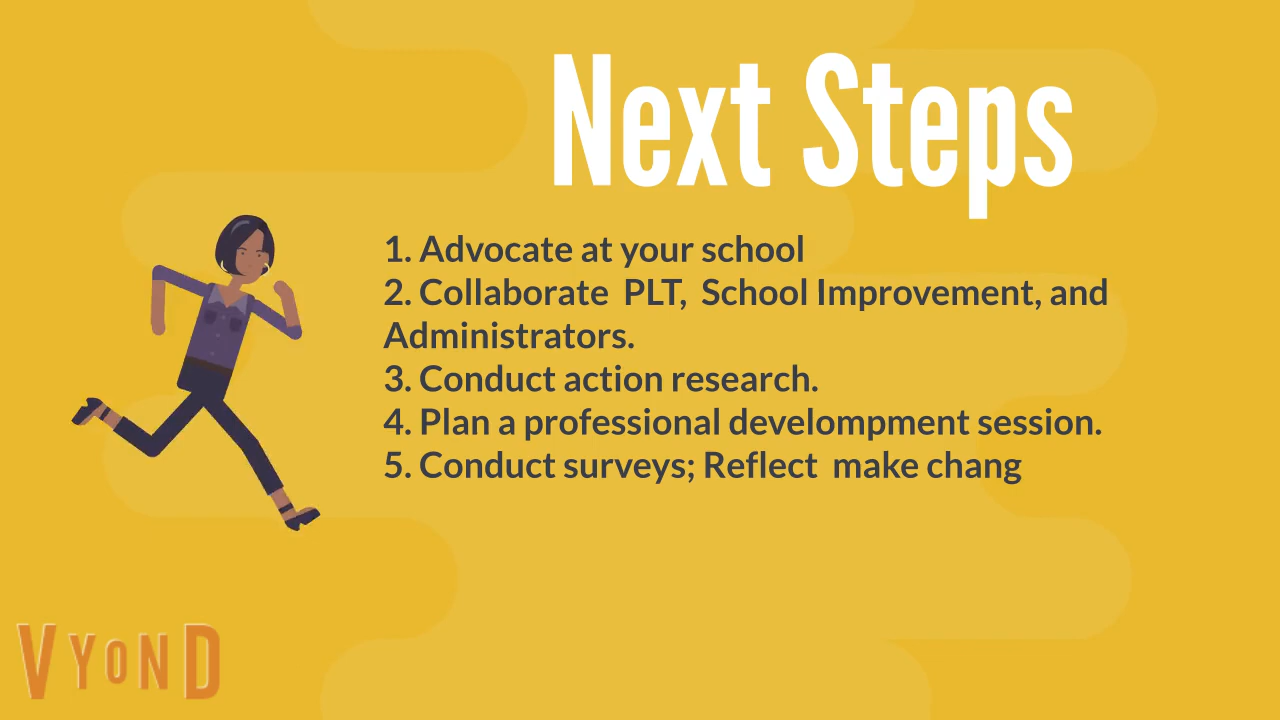 Next Steps
1. Advocate at your school
2. Collaborate  PLT,  School Improvement, and
Administrators.
3. Conduct action research.
4. Plan a professional develompment session.
5. Conduct surveys; Reflect  make chang
VYOND